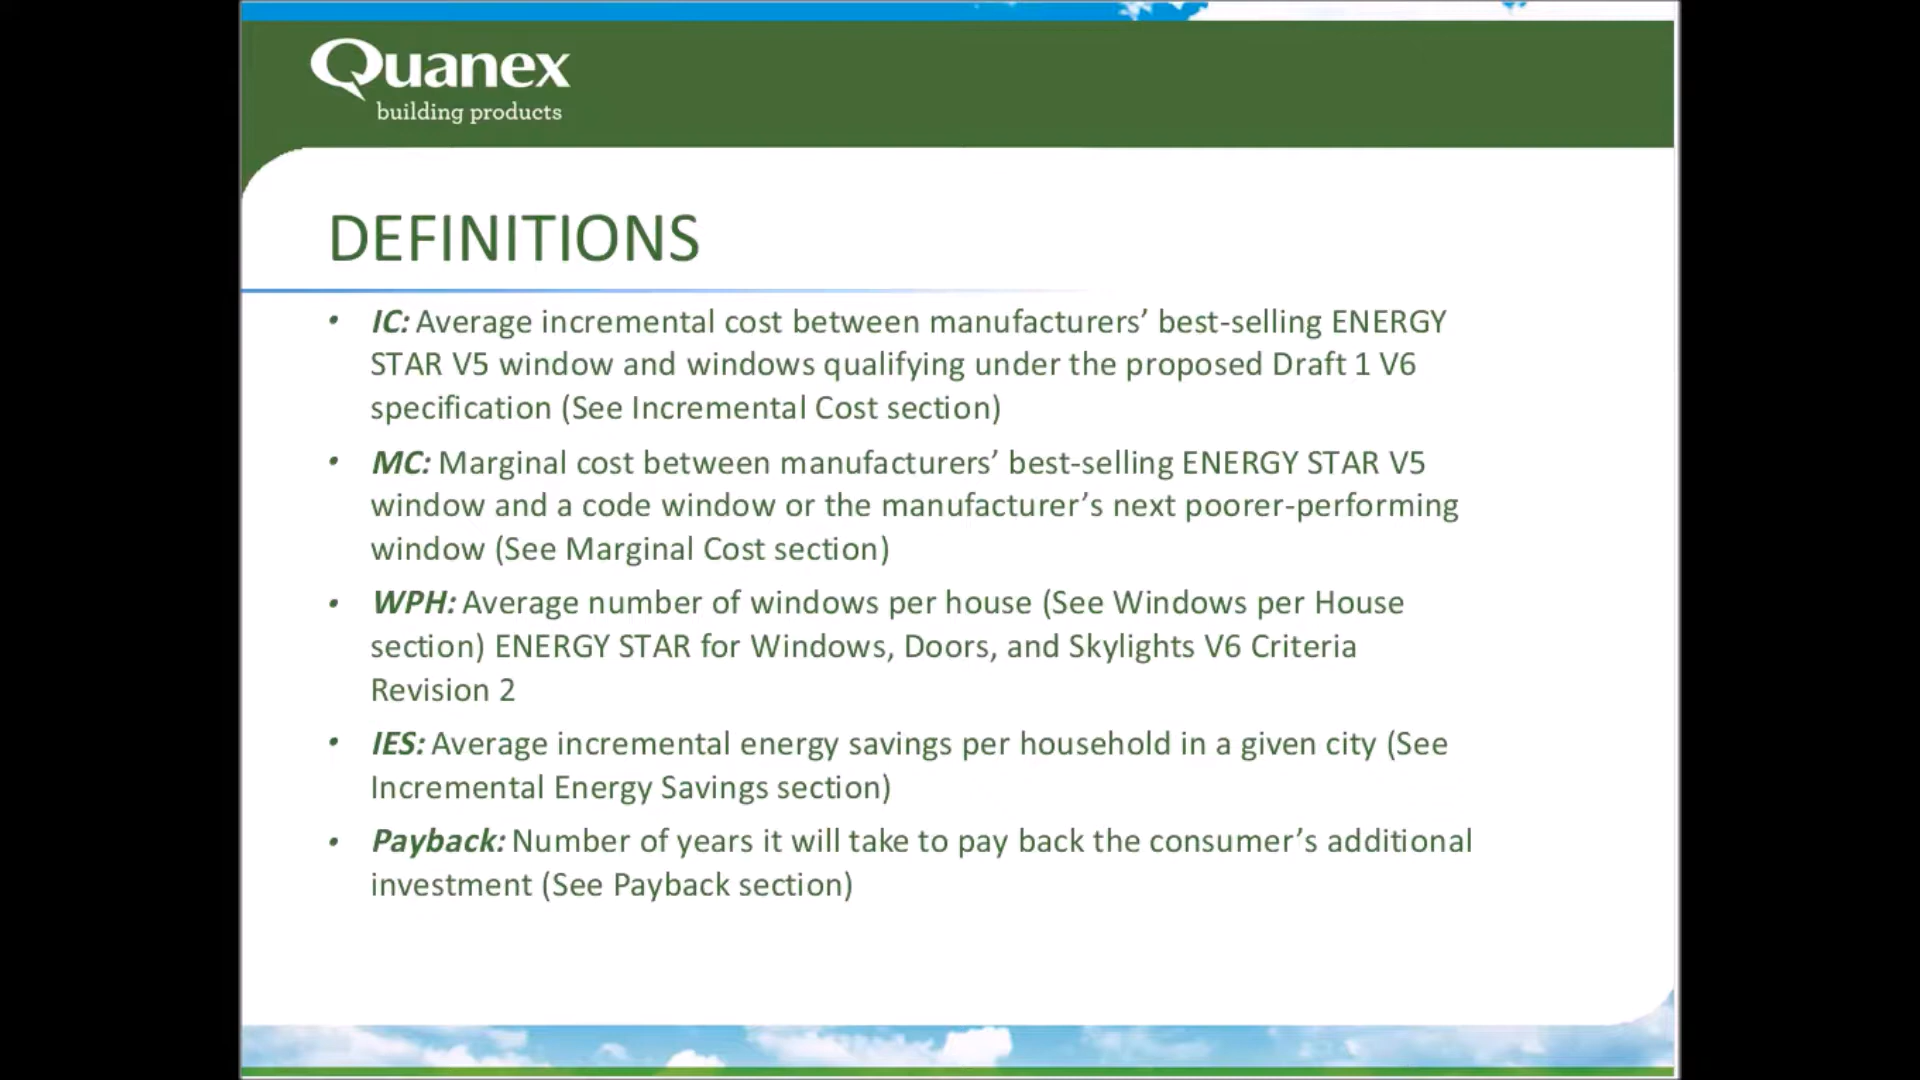 Quanex
building products
DEFINITIONS
• IC: Average incremental cost between manufacturers’ best-selling ENERGY
STAR V5 window and windows qualifying under the proposed Draft 1 V6
specification (See Incremental Cost section)
• MC: Marginal cost between manufacturers’ best-selling ENERGY STAR V5
window and a code window or the manufacturer’s next poorer-performing
window (See Marginal Cost section)
• WPH: Average number of windows per house (See Windows per House
section) ENERGY STAR for Windows, Doors, and Skylights V6 Criteria
Revision 2
• IES: Average incremental energy savings per household in a given city (See
Incremental Energy Savings section)
• Payback: Number of years it will take to pay back the consumer’s additional
investment (See Payback section)